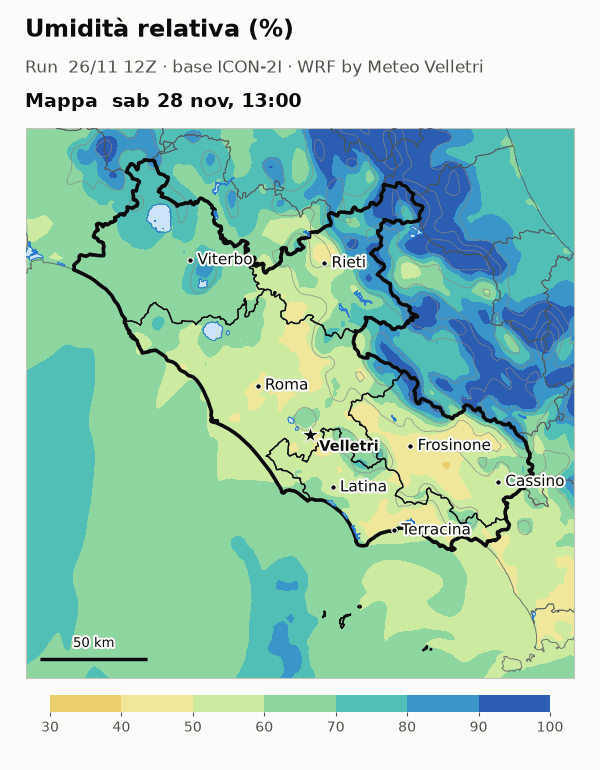 Umidità relativa (%)
Run  26/11 12Z · base ICON-2I · WRF by Meteo Velletri
Mappa  sab 28 nov, 13:00
Viterbo
Rieti
Roma
Velletri
Frosinone
Latina
Cassino
Terracina
50 km
30 40 50 60 70 80 90 100